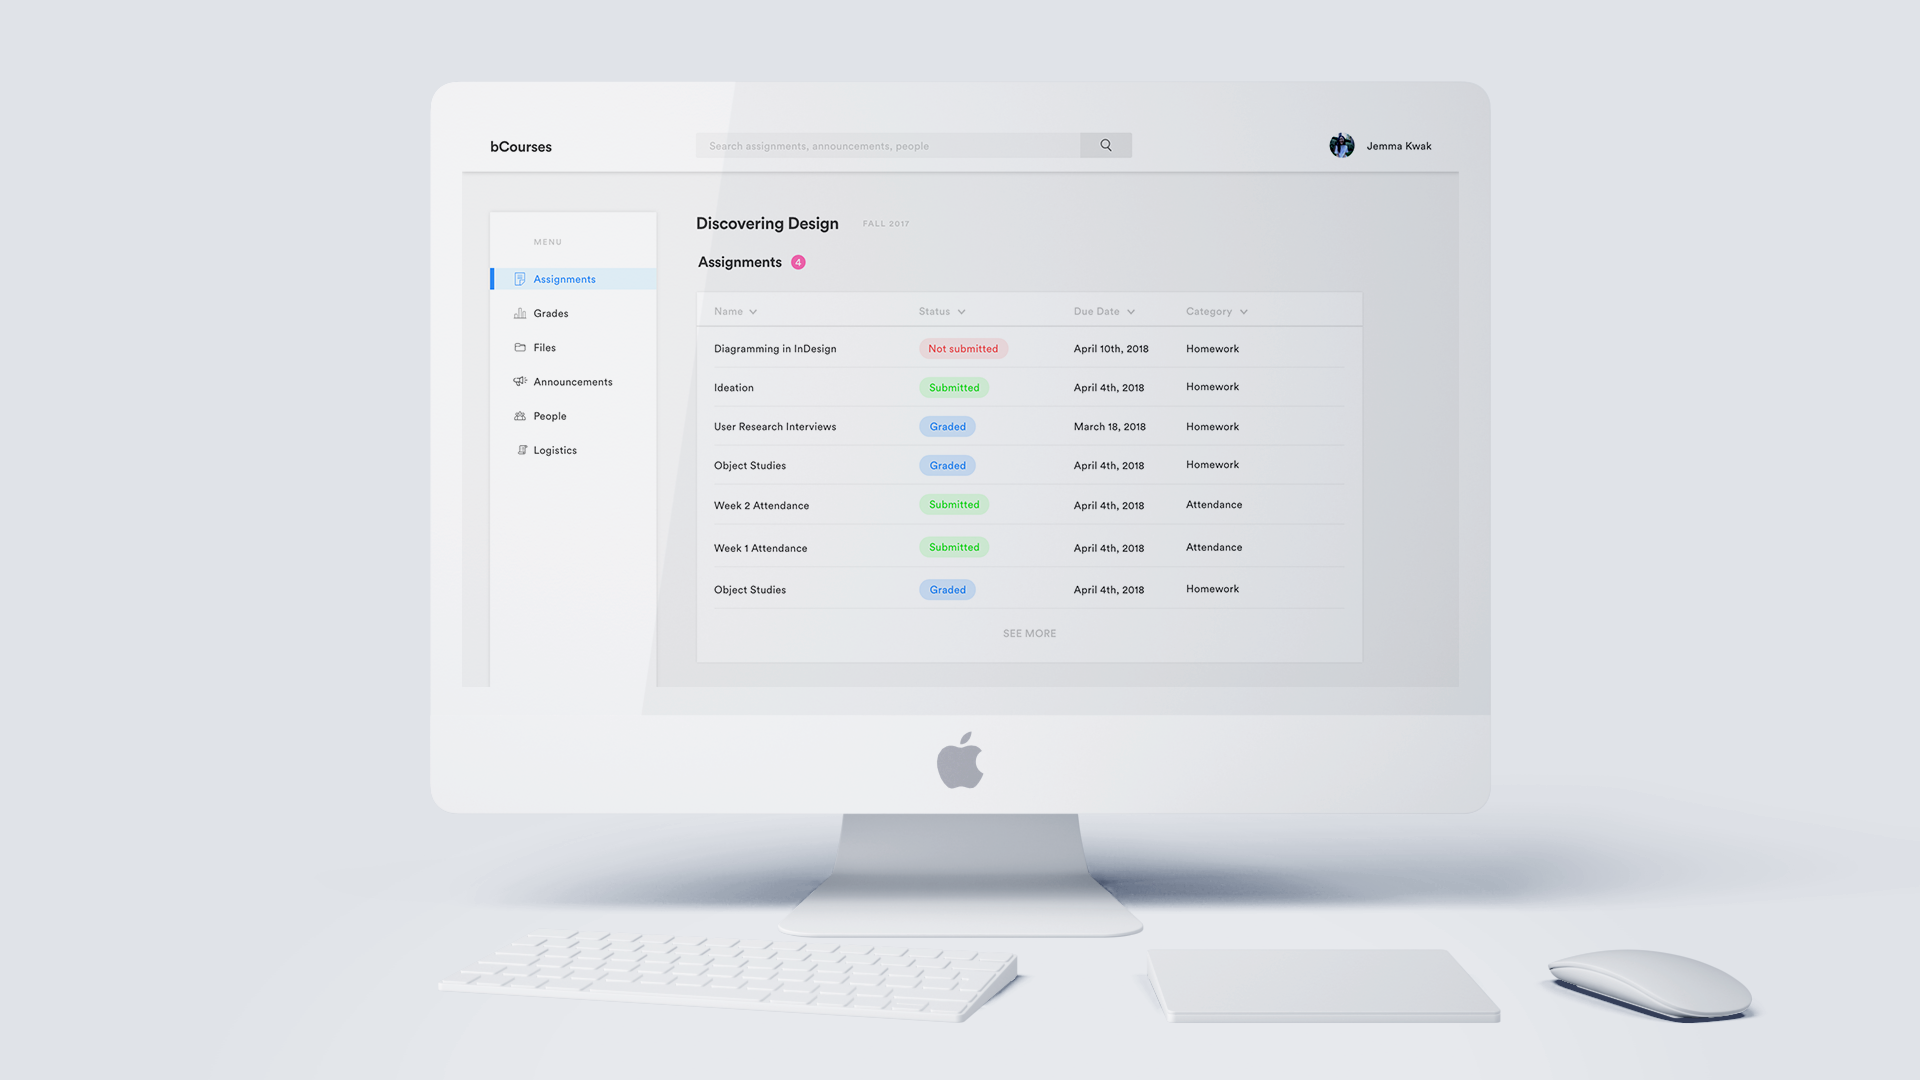 bCourses
Search assignments, announcements, people
Jemma Kwak
MENU
Assignments
Grades
Files
Announcements
People
Logistics
Discovering Design FALL 2017
Assignments 4
Name Status Due Date Category
Diagramming in InDesign Not submitted April 10th, 2018 Homework
Ideation Submitted April 4th, 2018 Homework
User Research Interviews Graded March 18, 2018 Homework
Object Studies Graded April 4th, 2018 Homework
Week 2 Attendance Submitted April 4th, 2018 Attendance
Week 1 Attendance Submitted April 4th, 2018 Attendance
Object Studies Graded April 4th, 2018 Homework
SEE MORE